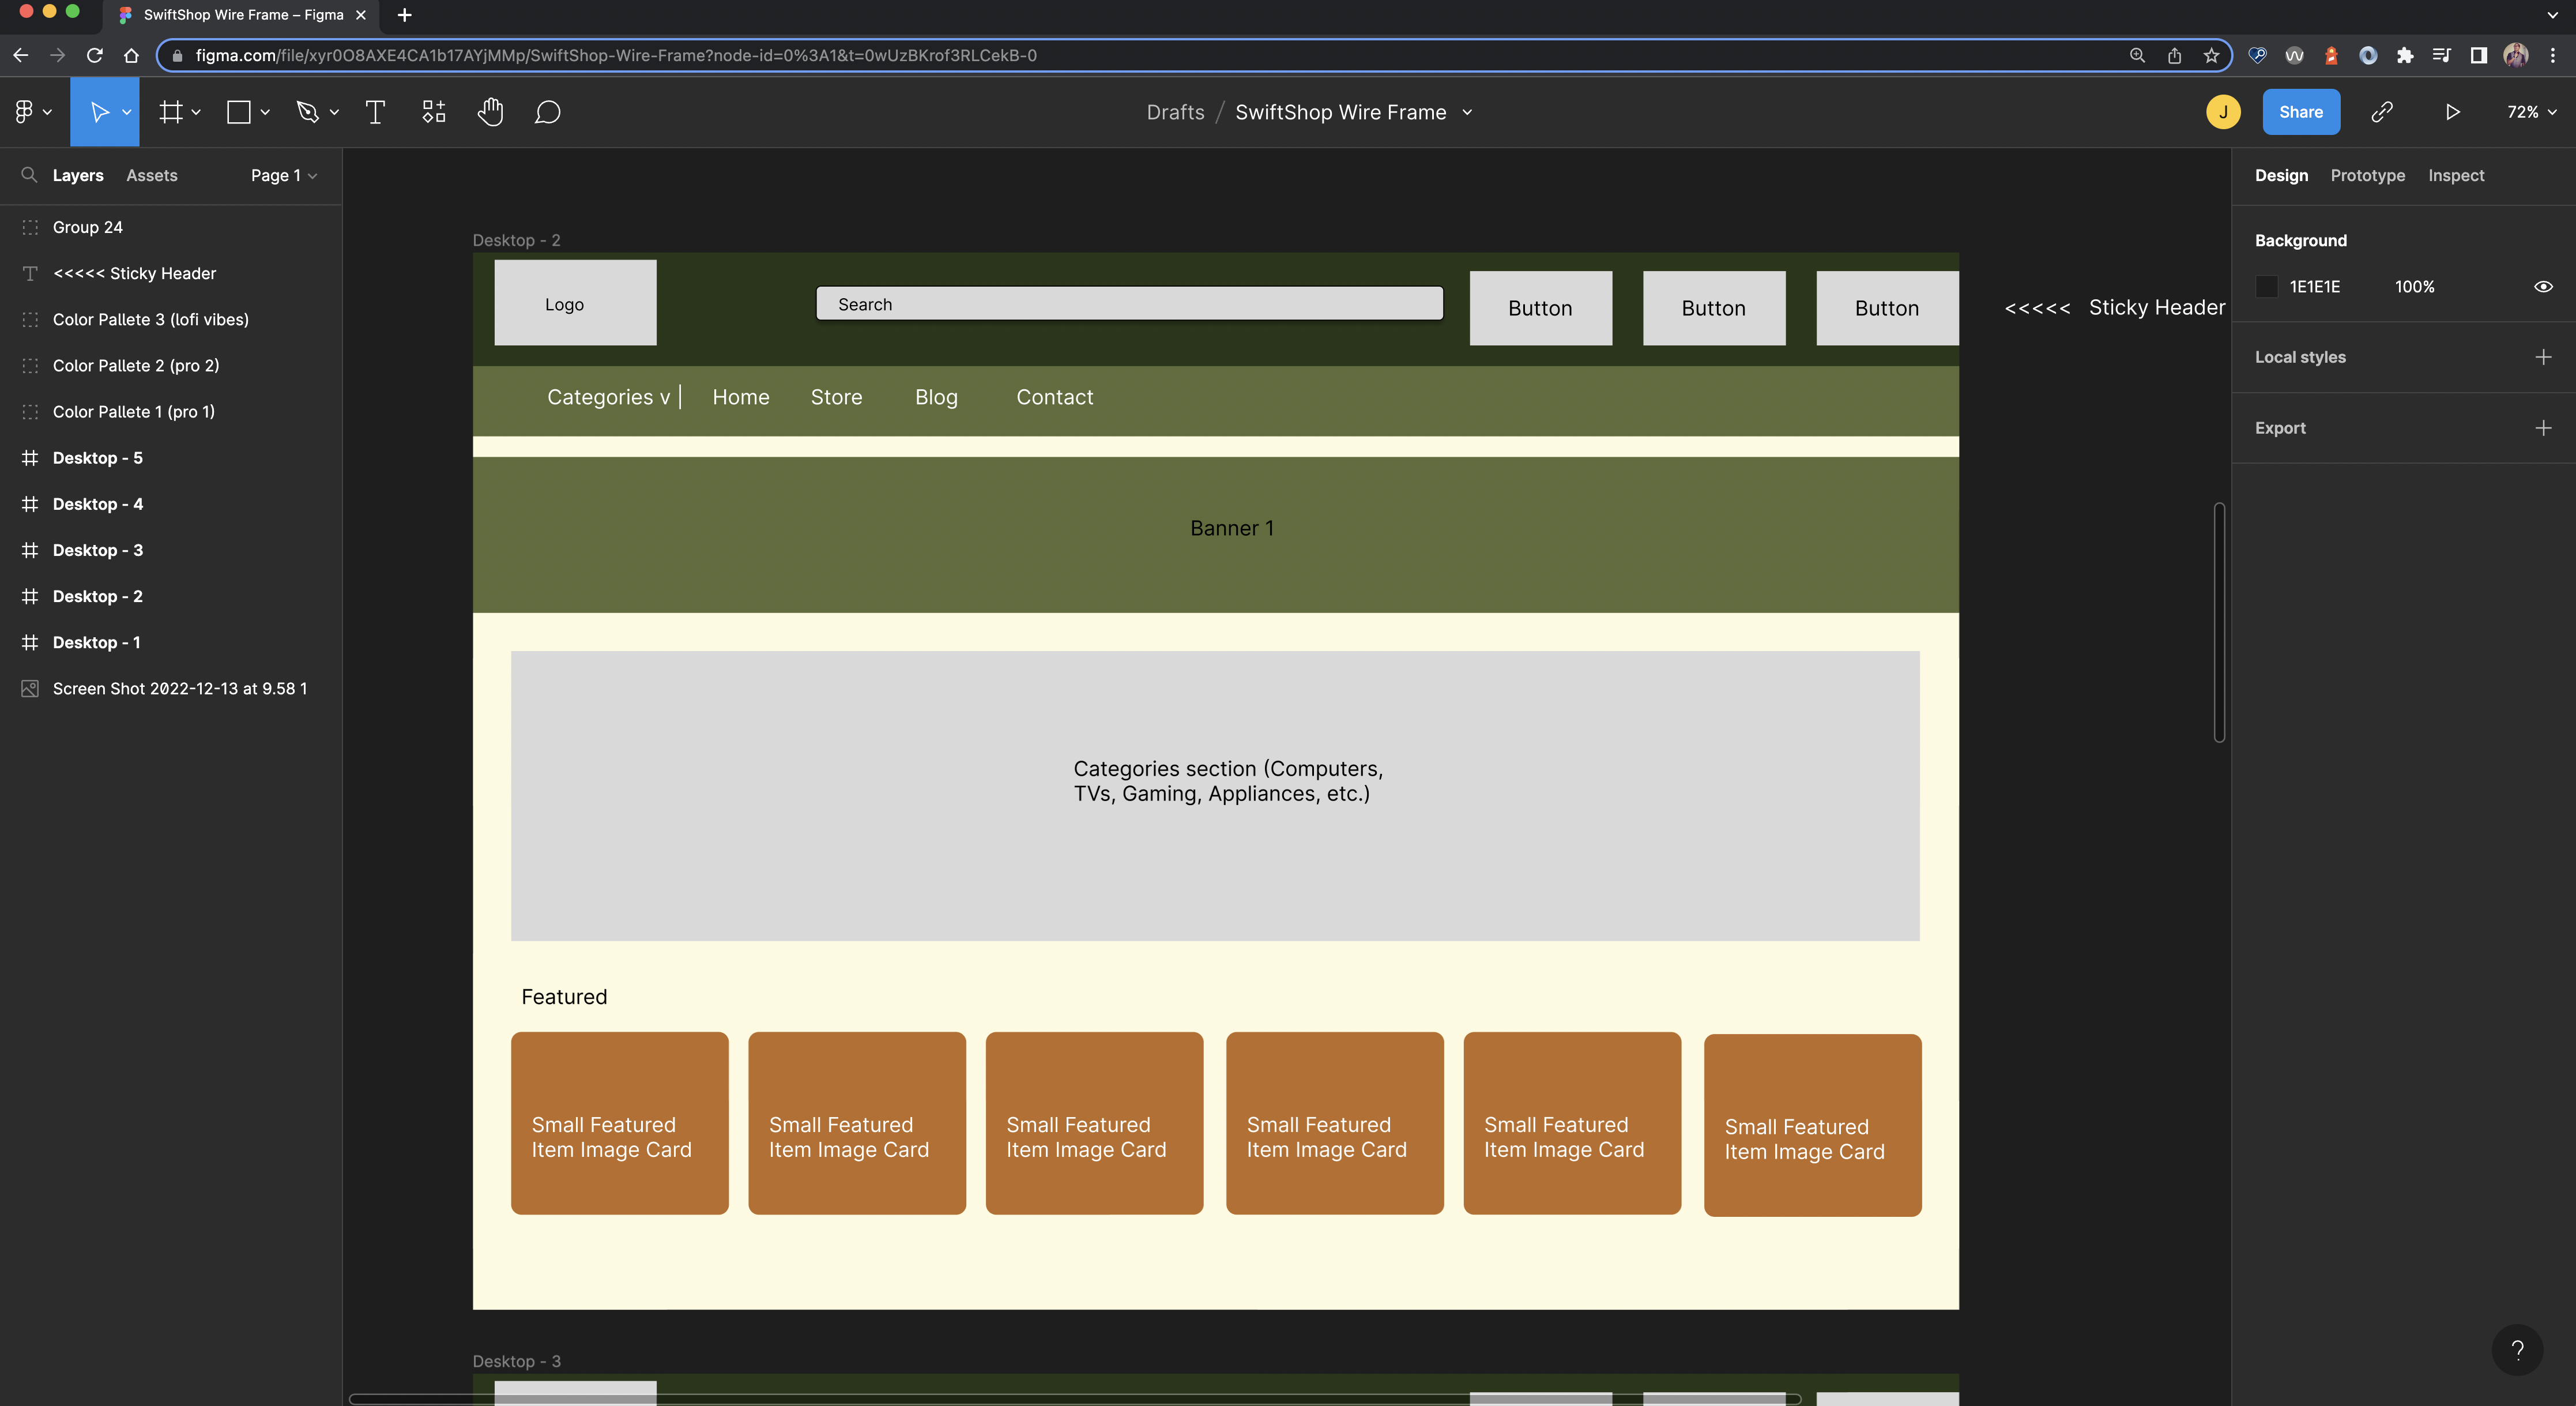 SwiftShop Wire Frame – Figma
figma.com/file/xyr0O8AXE4CA1b17AYjMMp/SwiftShop-Wire-Frame?node-id=0%3A1&t=0wUzBKrof3RLCekB-0
Drafts / SwiftShop Wire Frame
J
Share
72%
Layers
Assets
Page 1
Group 24
<<<<< Sticky Header
Color Pallete 3 (lofi vibes)
Color Pallete 2 (pro 2)
Color Pallete 1 (pro 1)
Desktop - 5
Desktop - 4
Desktop - 3
Desktop - 2
Desktop - 1
Screen Shot 2022-12-13 at 9.58 1
Desktop - 2
Logo
Search
Button
Button
Button
<<<<< Sticky Header
Categories v |
Home
Store
Blog
Contact
Banner 1
Categories section (Computers,
TVs, Gaming, Appliances, etc.)
Featured
Small Featured
Item Image Card
Small Featured
Item Image Card
Small Featured
Item Image Card
Small Featured
Item Image Card
Small Featured
Item Image Card
Small Featured
Item Image Card
Desktop - 3
Design
Prototype
Inspect
Background
1E1E1E
100%
Local styles
Export
?